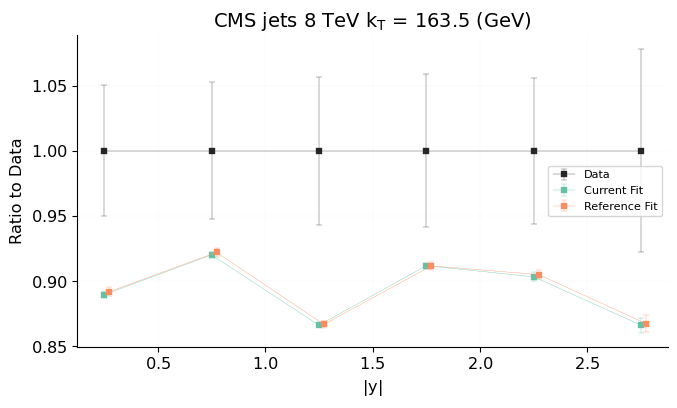 CMS jets 8 TeV k_T = 163.5 (GeV)
Ratio to Data
1.05
1.00
0.95
0.90
0.85
Data
Current Fit
Reference Fit
0.5 1.0 1.5 2.0 2.5
|y|